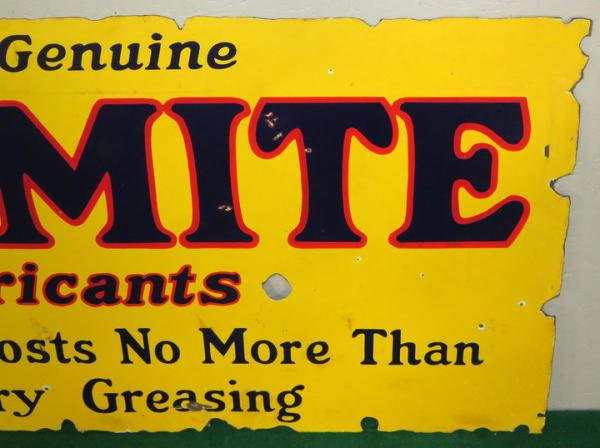 Genuine
MITE
ricants
osts No More Than
ry Greasing